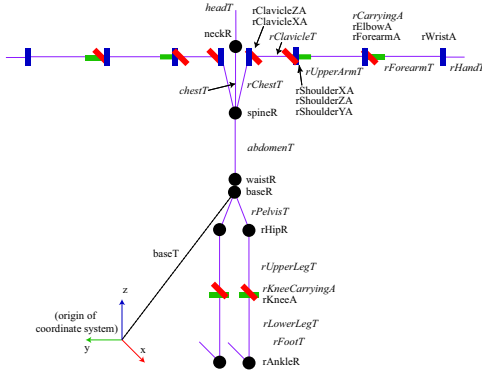 headT
rClavicleZA
rClavicleXA
rCarryingA
rElbowA
rForearmA
neckR
rClavicleT
rWristA
rUpperArmT
rForearmT
rHandT
chestT
rChestT
rShoulderXA
rShoulderZA
rShoulderYA
spineR
abdomenT
waistR
baseR
rPelvisT
rHipR
baseT
rUpperLegT
rKneeCarryingA
rKneeA
z
(origin of
coordinate system)
rLowerLegT
y
x
rFootT
rAnkleR